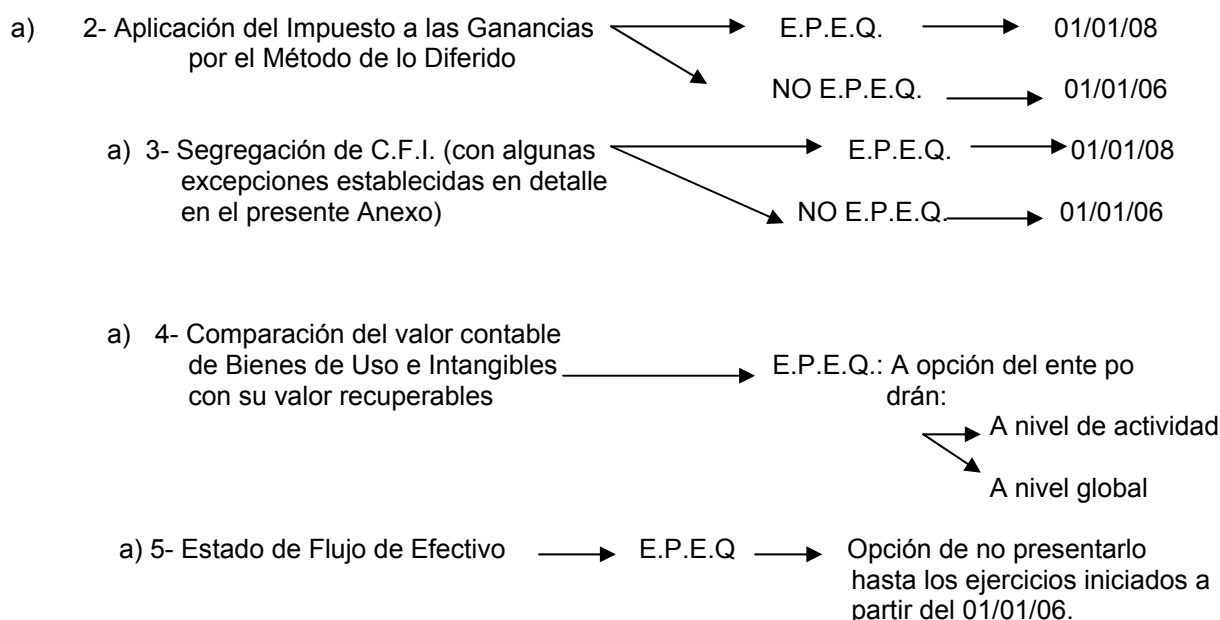 a) 2- Aplicación del Impuesto a las Ganancias E.P.E.Q. 01/01/08
por el Método de lo Diferido
NO E.P.E.Q. 01/01/06
a) 3- Segregación de C.F.I. (con algunas E.P.E.Q. 01/01/08
excepciones establecidas en detalle
en el presente Anexo) NO E.P.E.Q. 01/01/06
a) 4- Comparación del valor contable
de Bienes de Uso e Intangibles E.P.E.Q.: A opción del ente po
con su valor recuperables drán:
A nivel de actividad
A nivel global
a) 5- Estado de Flujo de Efectivo E.P.E.Q Opción de no presentarlo
hasta los ejercicios iniciados a
partir del 01/01/06.